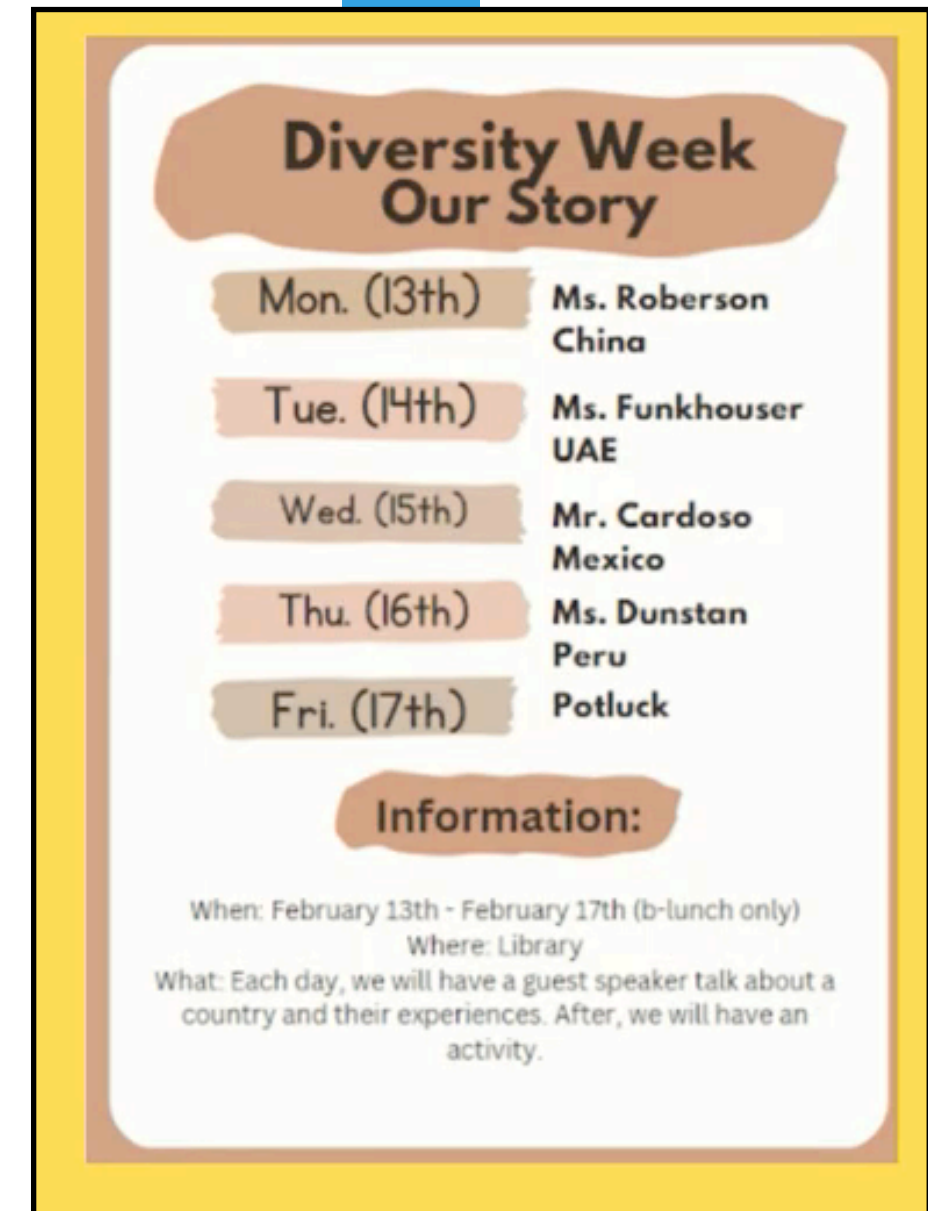 Diversity Week
Our Story
Mon. (13th)
Ms. Roberson
China
Tue. (14th)
Ms. Funkhouser
UAE
Wed. (15th)
Mr. Cardoso
Mexico
Thu. (16th)
Ms. Dunstan
Peru
Fri. (17th)
Potluck
Information:
When: February 13th - February 17th (b-lunch only)
Where: Library
What: Each day, we will have a guest speaker talk about a
country and their experiences. After, we will have an
activity.